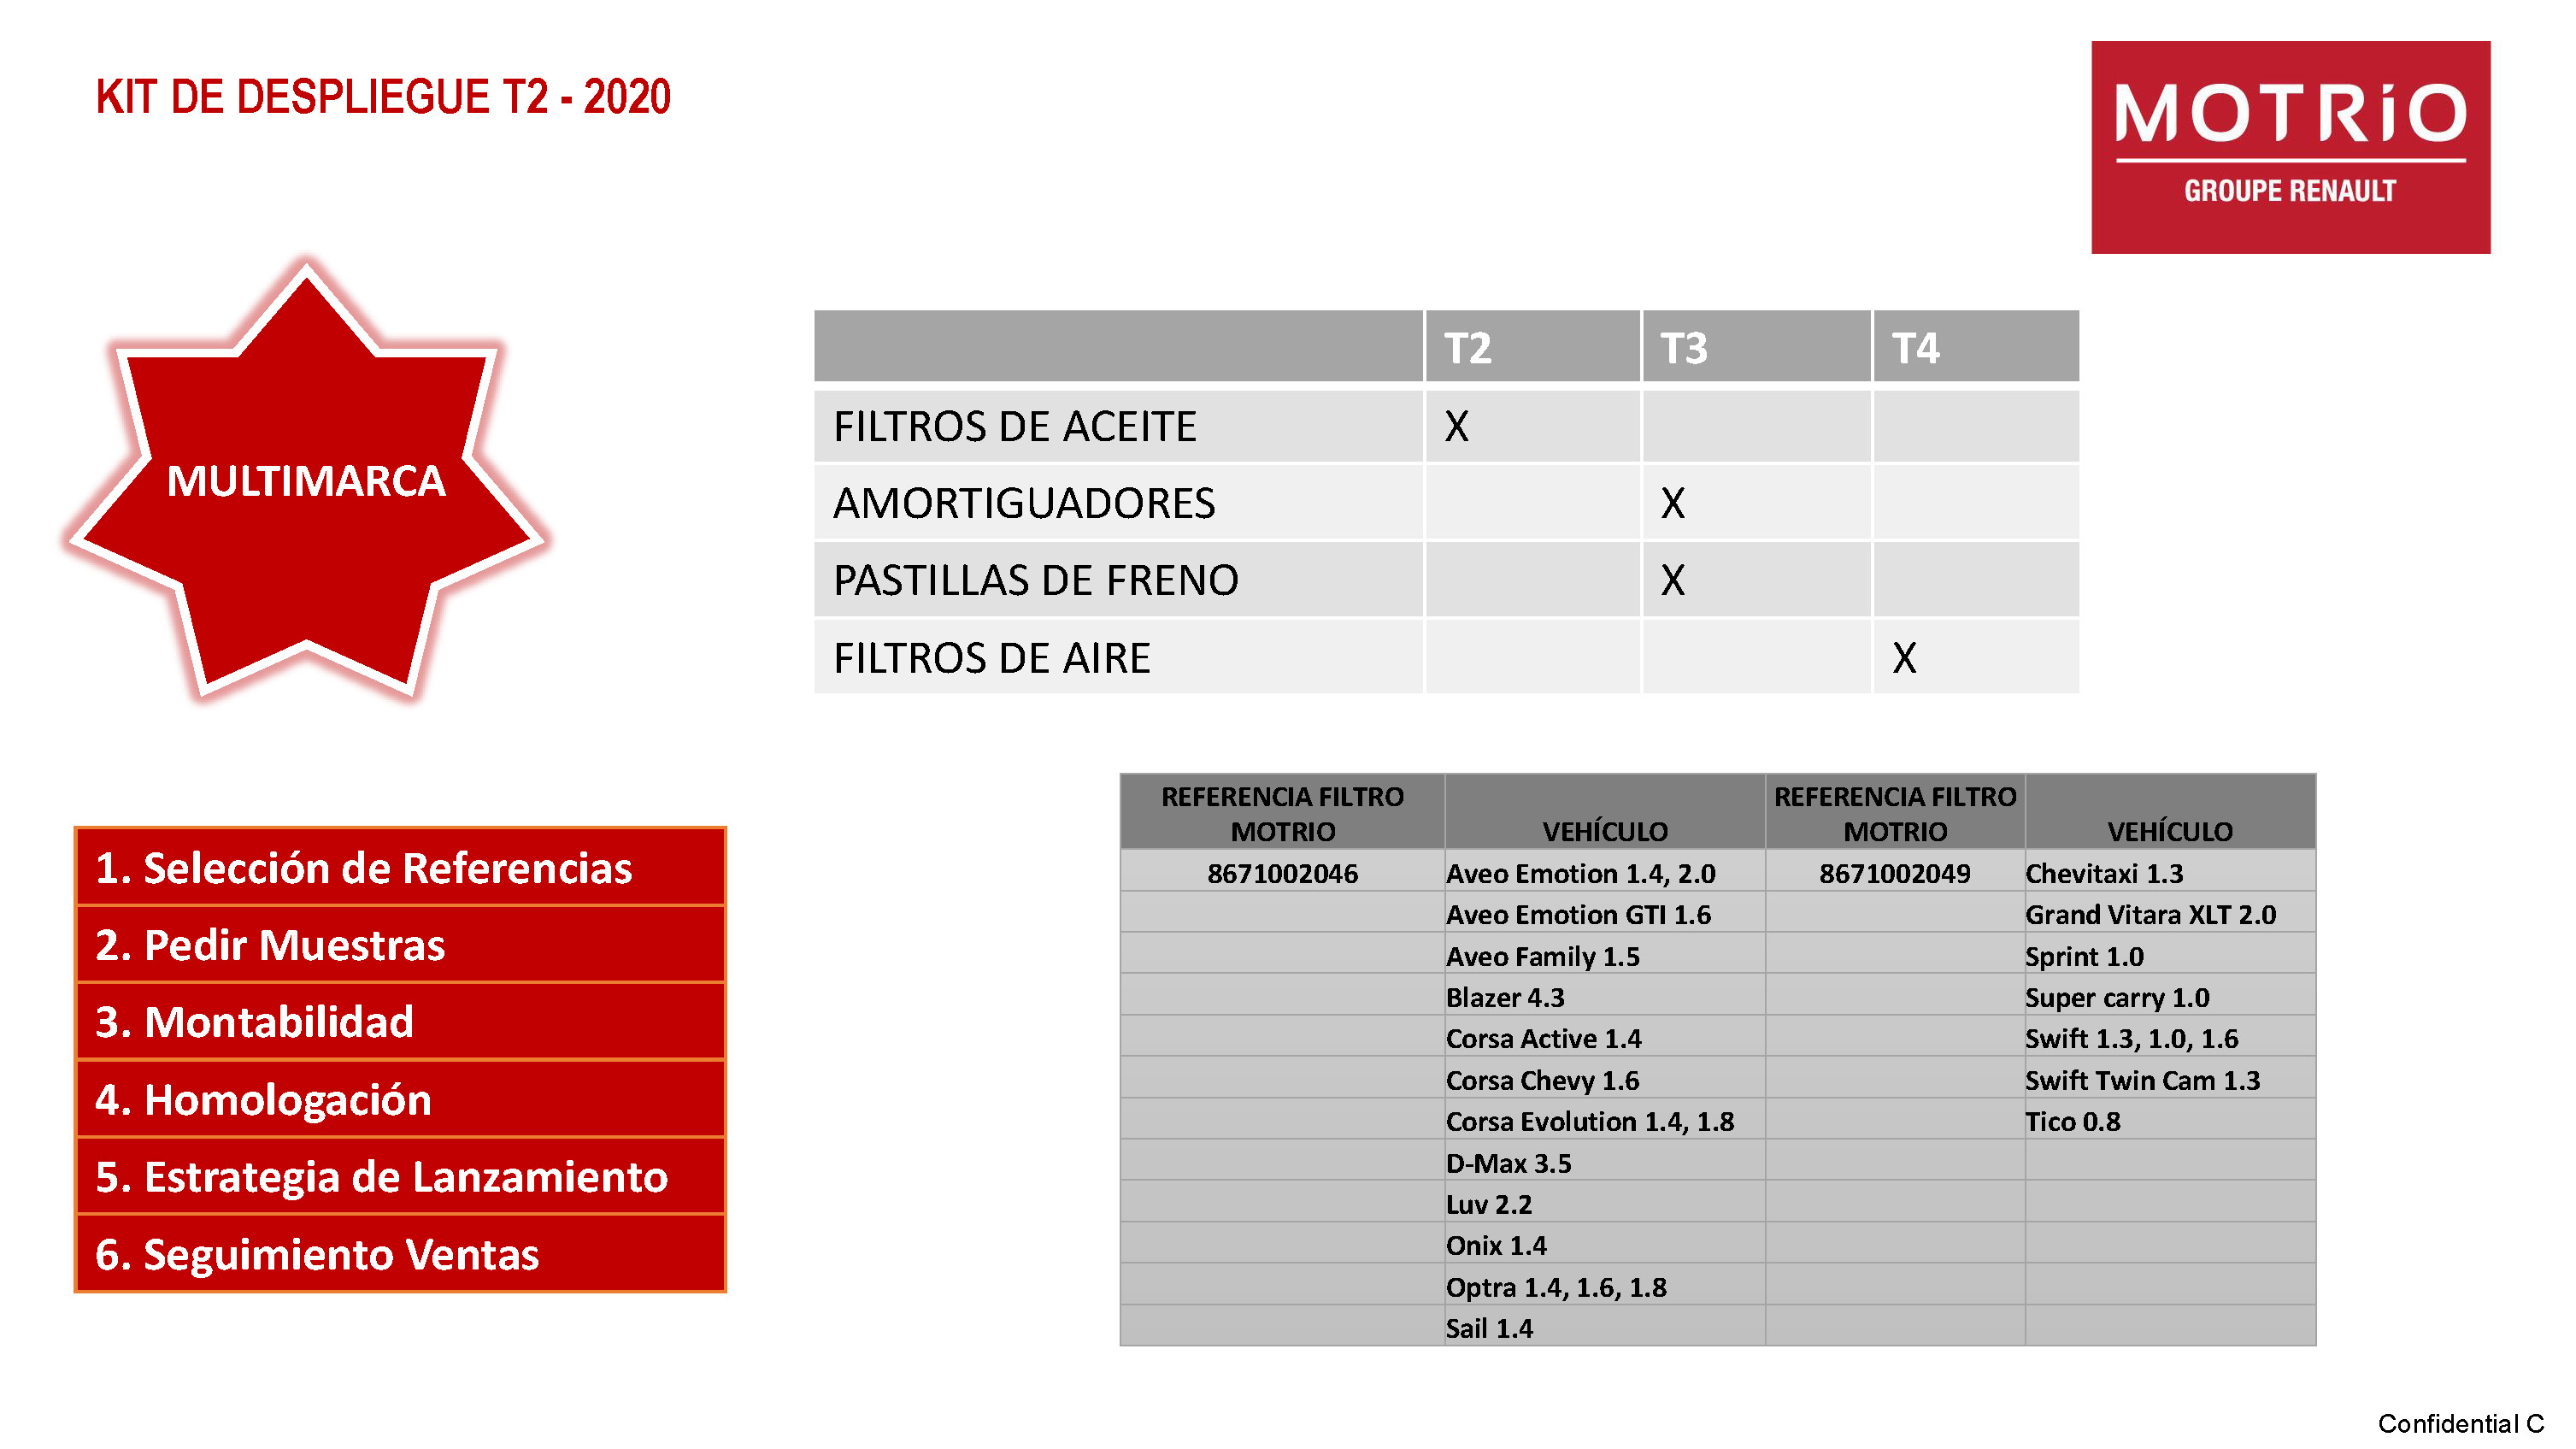 KIT DE DESPLIEGUE T2 - 2020
MOTRiO
GROUPE RENAULT
MULTIMARCA
T2 T3 T4
FILTROS DE ACEITE X
AMORTIGUADORES X
PASTILLAS DE FRENO X
FILTROS DE AIRE X
1. Selección de Referencias
2. Pedir Muestras
3. Montabilidad
4. Homologación
5. Estrategia de Lanzamiento
6. Seguimiento Ventas
REFERENCIA FILTRO MOTRIO VEHÍCULO REFERENCIA FILTRO MOTRIO VEHÍCULO
8671002046 Aveo Emotion 1.4, 2.0 8671002049 Chevitaxi 1.3
Aveo Emotion GTI 1.6 Grand Vitara XLT 2.0
Aveo Family 1.5 Sprint 1.0
Blazer 4.3 Super carry 1.0
Corsa Active 1.4 Swift 1.3, 1.0, 1.6
Corsa Chevy 1.6 Swift Twin Cam 1.3
Corsa Evolution 1.4, 1.8 Tico 0.8
D-Max 3.5
Luv 2.2
Onix 1.4
Optra 1.4, 1.6, 1.8
Sail 1.4
Confidential C